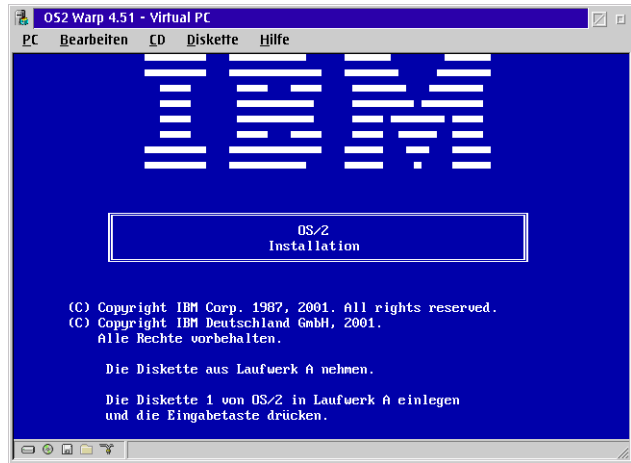 OS2 Warp 4.51 - Virtual PC
PC Bearbeiten CD Diskette Hilfe
IBM
OS/2
Installation
(C) Copyright IBM Corp. 1987, 2001. All rights reserved.
(C) Copyright IBM Deutschland GmbH, 2001.
Alle Rechte vorbehalten.
Die Diskette aus Laufwerk A nehmen.
Die Diskette 1 von OS/2 in Laufwerk A einlegen
und die Eingabetaste drücken.